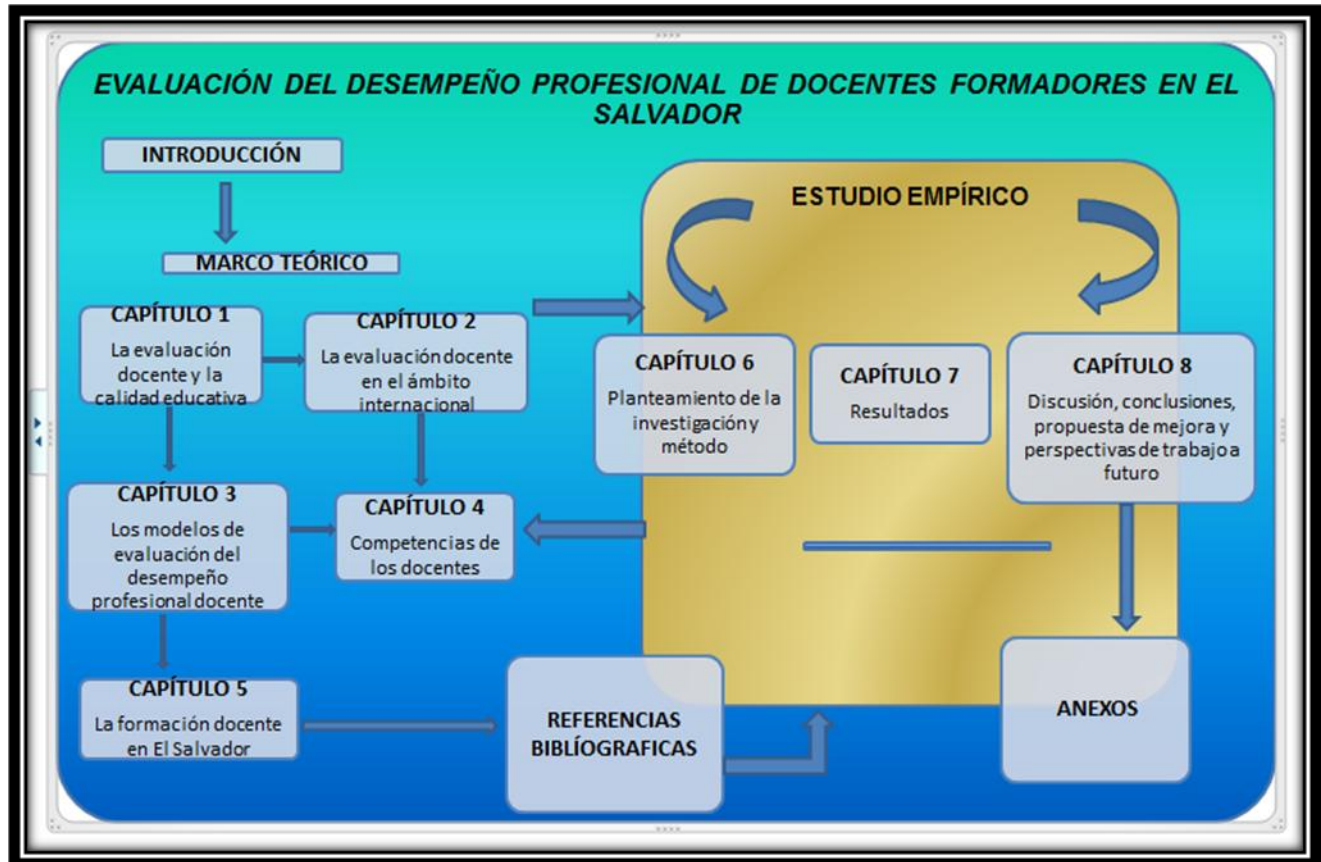 EVALUACIÓN DEL DESEMPEÑO PROFESIONAL DE DOCENTES FORMADORES EN EL
SALVADOR
INTRODUCCIÓN
MARCO TEÓRICO
CAPÍTULO 1
La evaluación
docente y la
calidad educativa
CAPÍTULO 2
La evaluación docente
en el ámbito
internacional
CAPÍTULO 3
Los modelos de
evaluación del
desempeño
profesional docente
CAPÍTULO 4
Competencias de
los docentes
CAPÍTULO 5
La formación docente
en El Salvador
REFERENCIAS
BIBLÍOGRAFICAS
ESTUDIO EMPÍRICO
CAPÍTULO 6
Planteamiento de la
investigación y
método
CAPÍTULO 7
Resultados
CAPÍTULO 8
Discusión, conclusiones,
propuesta de mejora y
perspectivas de trabajo a
futuro
ANEXOS